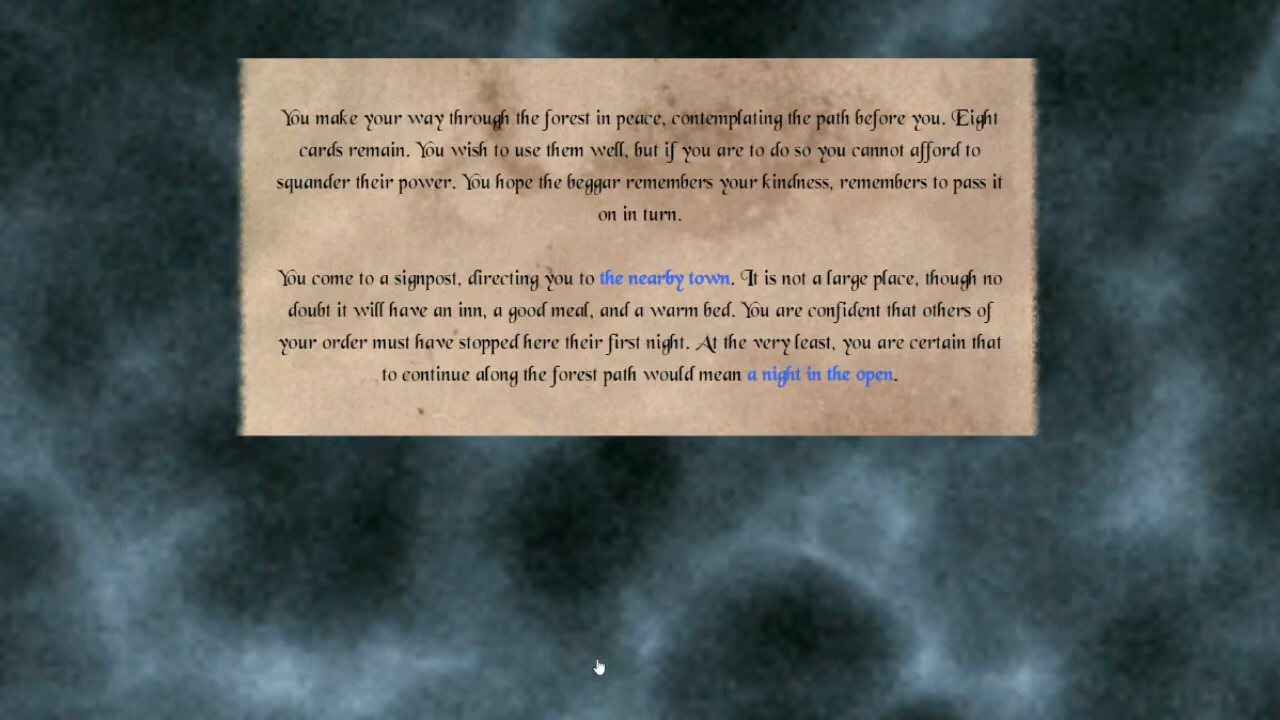 You make your way through the forest in peace, contemplating the path before you. Eight
cards remain. You wish to use them well, but if you are to do so you cannot afford to
squander their power. You hope the beggar remembers your kindness, remembers to pass it
on in turn.
You come to a signpost, directing you to the nearby town. It is not a large place, though no
doubt it will have an inn, a good meal, and a warm bed. You are confident that others of
your order must have stopped here their first night. At the very least, you are certain that
to continue along the forest path would mean a night in the open.